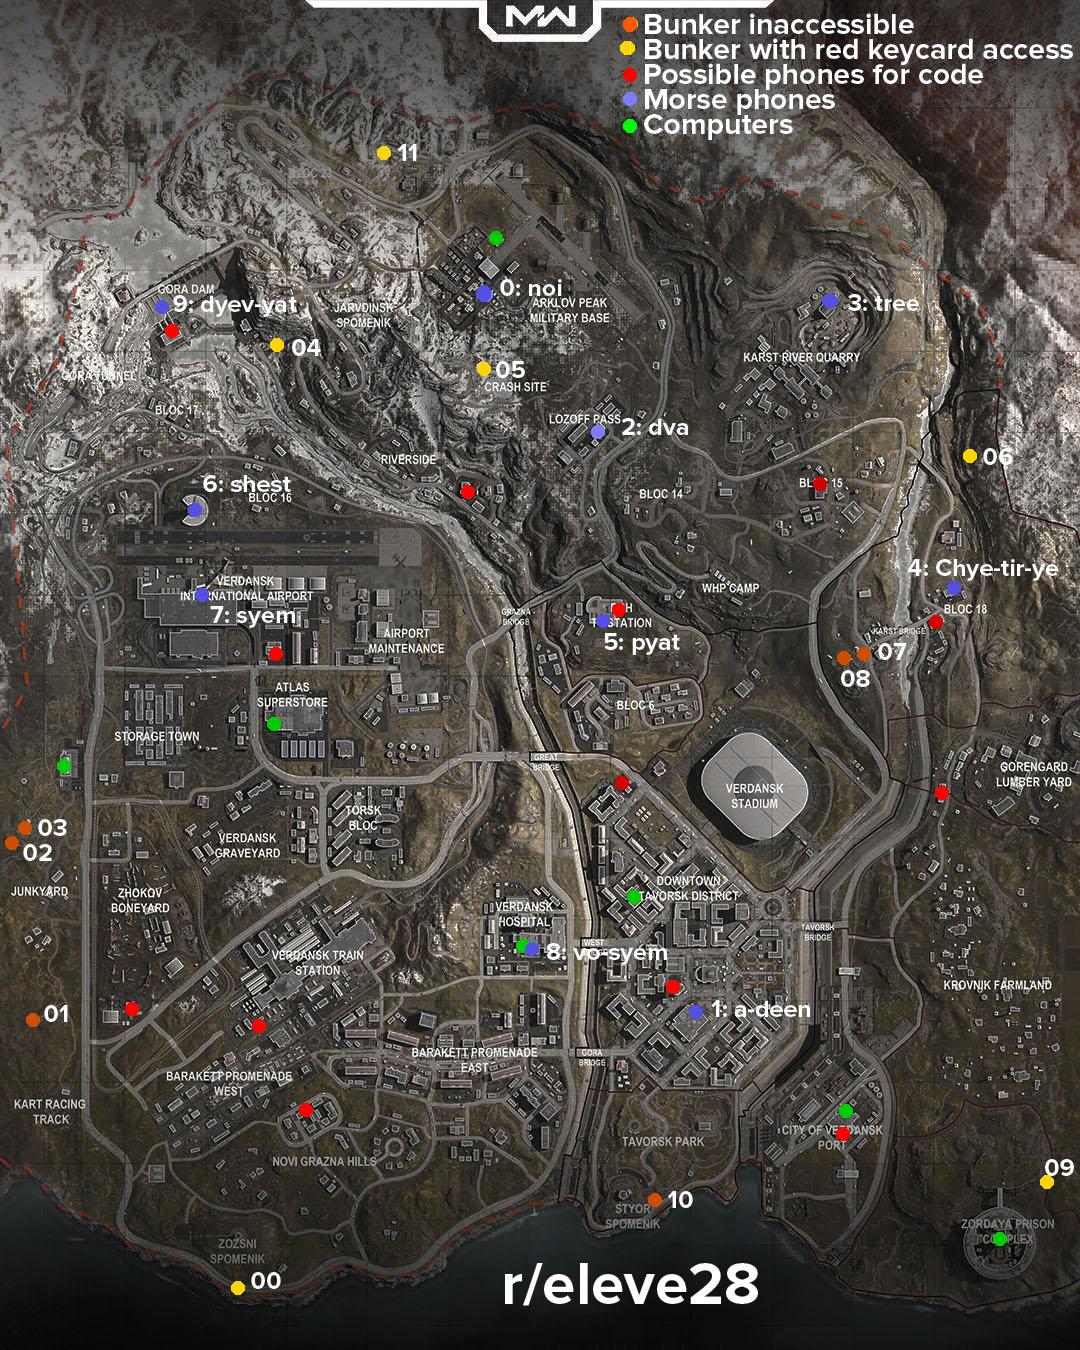 MW
Bunker inaccessible
Bunker with red keycard access
Possible phones for code
Morse phones
Computers
11
BLOC 23
0: noi
GORA DAM
9: dyev-yat
JARVDINSK
SPOMENIK
ARKLOV PEAK
MILITARY BASE
3: tree
04
KARST RIVER QUARRY
05
CRASH SITE
GORA TUNNEL
BLOC 17
LOZOFF PASS
2: dva
RIVERSIDE
06
6: shest
BLOC 16
BLOC 15
BLOC 14
VERDANSK
INTERNATIONAL AIRPORT
7: syem
4: Chye-tir-ye
WHP CAMP
BLOC 18
GRAZNA
BRIDGE
STATION
5: pyat
KARST BRIDGE
AIRPORT
MAINTENANCE
07
08
ATLAS
SUPERSTORE
BLOC 6
STORAGE TOWN
GREAT
BRIDGE
GORENGARD
LUMBER YARD
VERDANSK
STADIUM
03
02
TORSK
BLOC
VERDANSK
GRAVEYARD
JUNKYARD
ZHOKOV
BONEYARD
DOWNTOWN
TAVORSK DISTRICT
VERDANSK
HOSPITAL
TAVORSK
BRIDGE
WEST
8: vo-syem
VERDANSK TRAIN
STATION
KROVNIK FARMLAND
01
1: a-deen
BARAKETT PROMENADE
EAST
GORA
BRIDGE
BARAKETT PROMENADE
WEST
KART RACING
TRACK
CITY OF VERDANSK
PORT
TAVORSK PARK
NOVI GRAZNA HILLS
09
10
STYOR
SPOMENIK
ZORDAYA PRISON
COMPLEX
ZOZSNI
SPOMENIK
00
r/eleve28